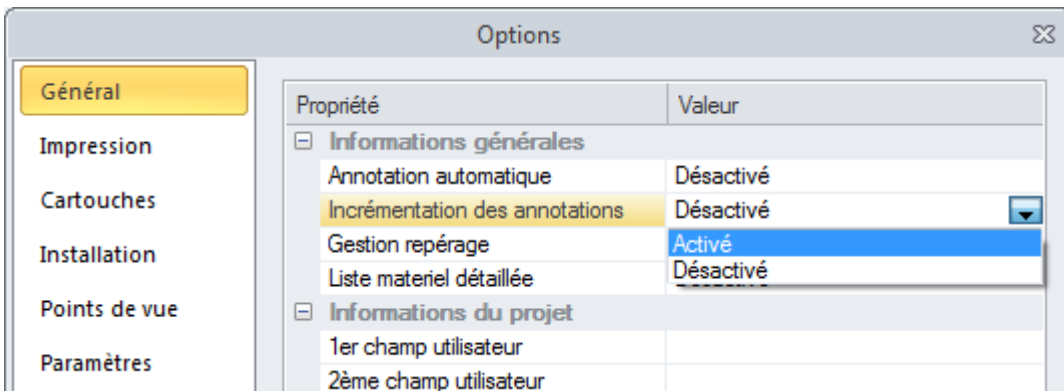 Options
Général
Impression
Cartouches
Installation
Points de vue
Paramètres
Propriété Valeur
Informations générales
Annotation automatique Désactivé
Incrémentation des annotations Désactivé
Gestion repérage Activé
Liste materiel détaillée Désactivé
Informations du projet
1er champ utilisateur
2ème champ utilisateur